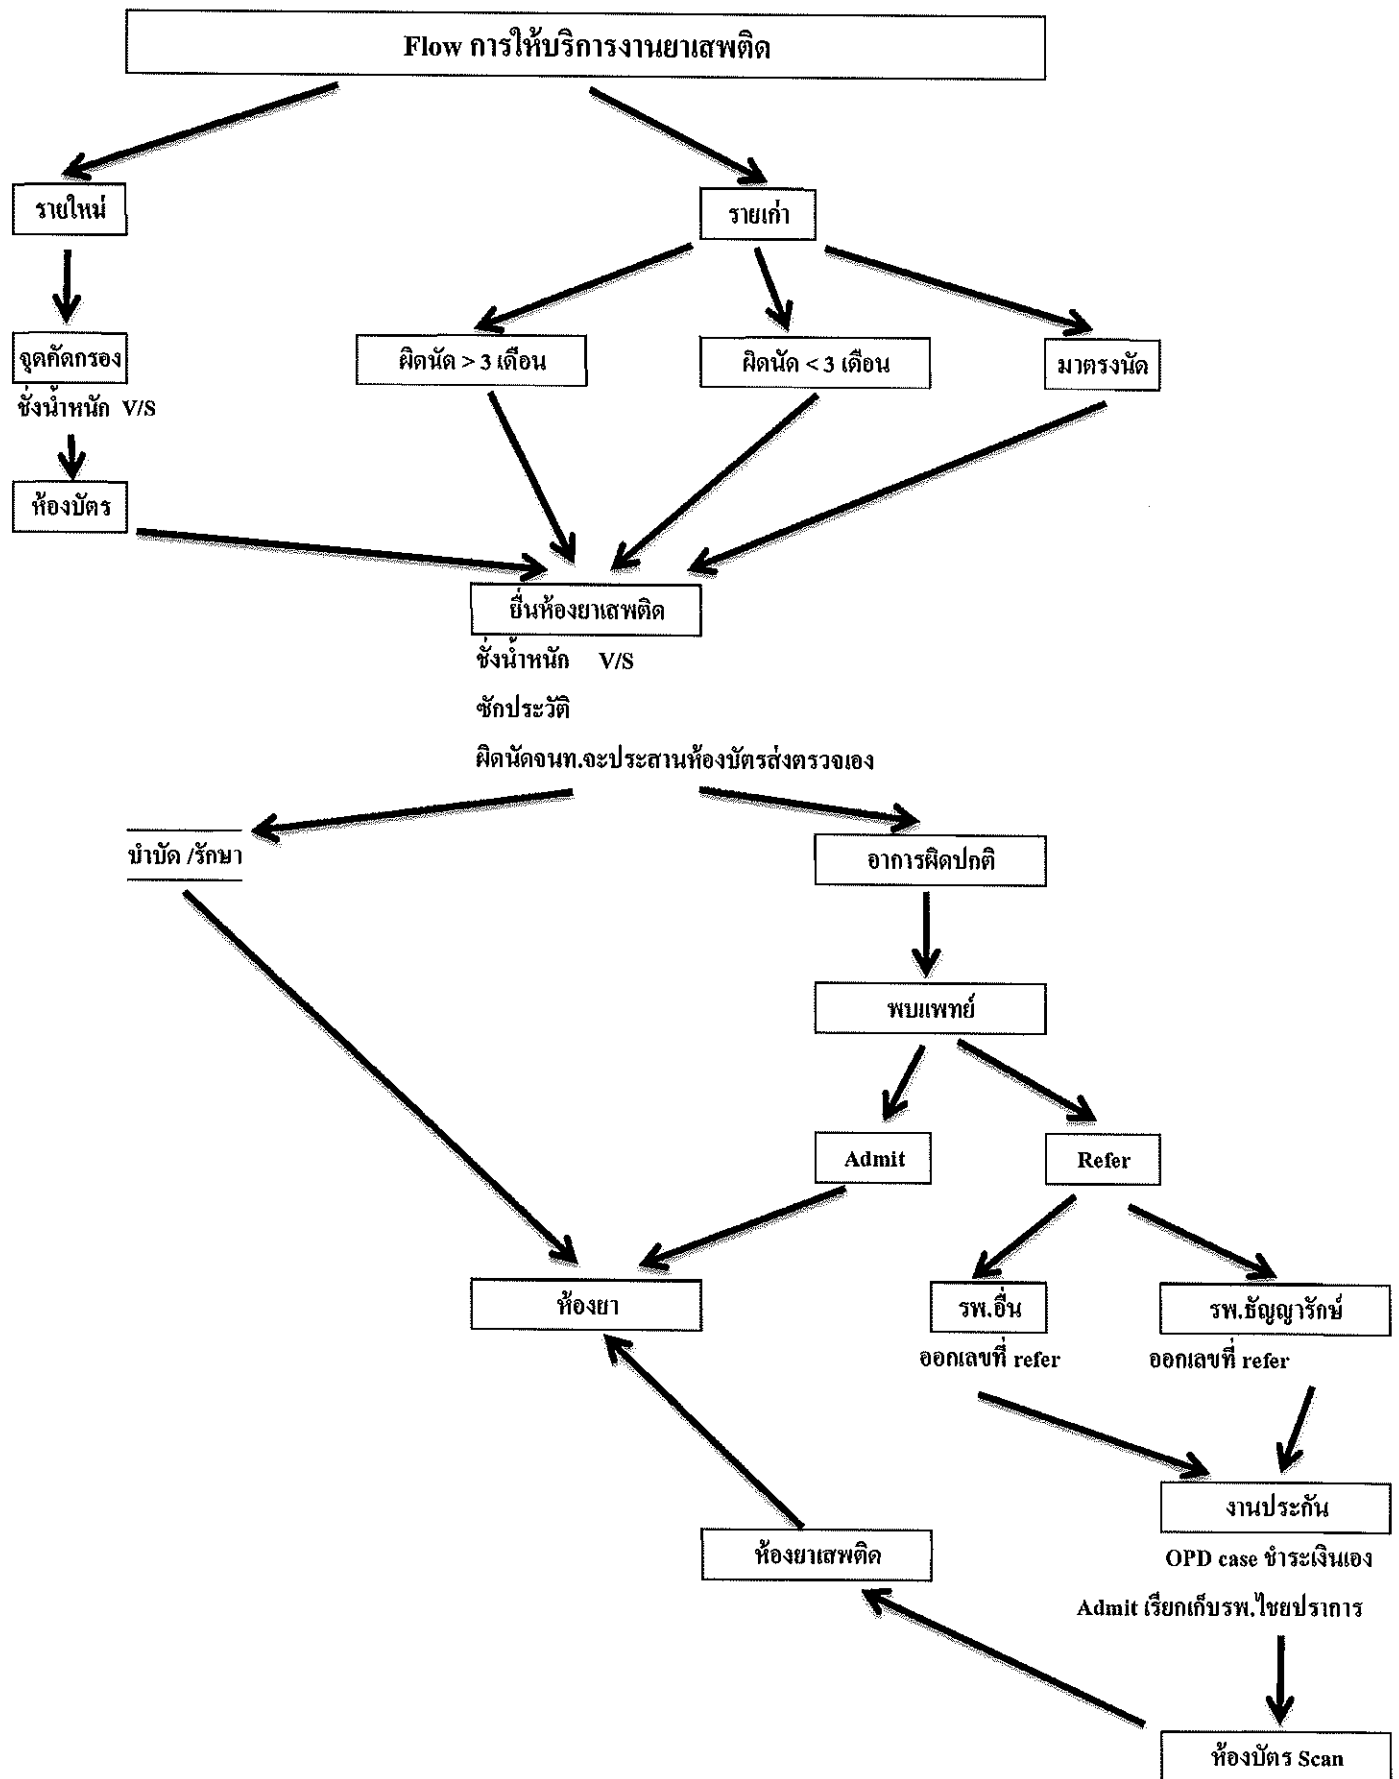 Flow การให้บริการงานยาเสพติด
รายใหม่
รายเก่า
จุดคัดกรอง
ชั่งน้ำหนัก V/S
ผิดนัด > 3 เดือน
ผิดนัด < 3 เดือน
มาตรงนัด
ห้องบัตร
ยื่นห้องยาเสพติด
ชั่งน้ำหนัก V/S
ซักประวัติ
ผิดนัดจนท.จะประสานห้องบัตรส่งตรวจเอง
บำบัด /รักษา
อาการผิดปกติ
พบแพทย์
Admit
Refer
ห้องยา
รพ.อื่น
รพ.ธัญญารักษ์
ออกเลขที่ refer
ออกเลขที่ refer
งานประกัน
OPD case ชำระเงินเอง
Admit เรียกเก็บรพ.ไชยปราการ
ห้องยาเสพติด
ห้องบัตร Scan